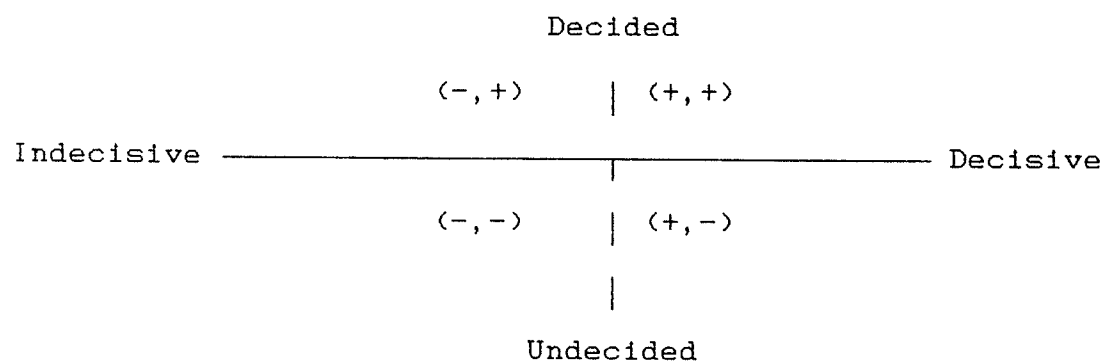 Decided
(-,+) | (+,+)
Indecisive Decisive
(-,-) | (+,-)
Undecided